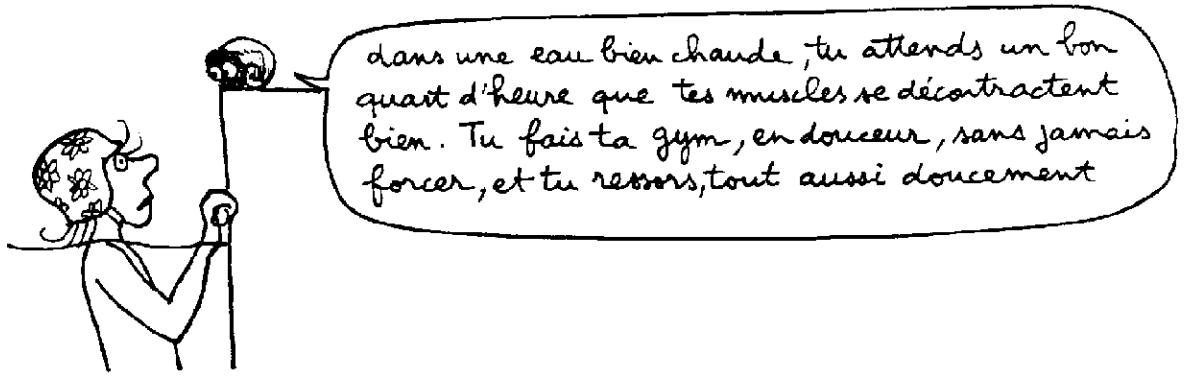 dans une eau bien chaude, tu attends un bon
quart d'heure que tes muscles se décontractent
bien. Tu fais ta gym, en douceur, sans jamais
forcer, et tu ressors, tout aussi doucement